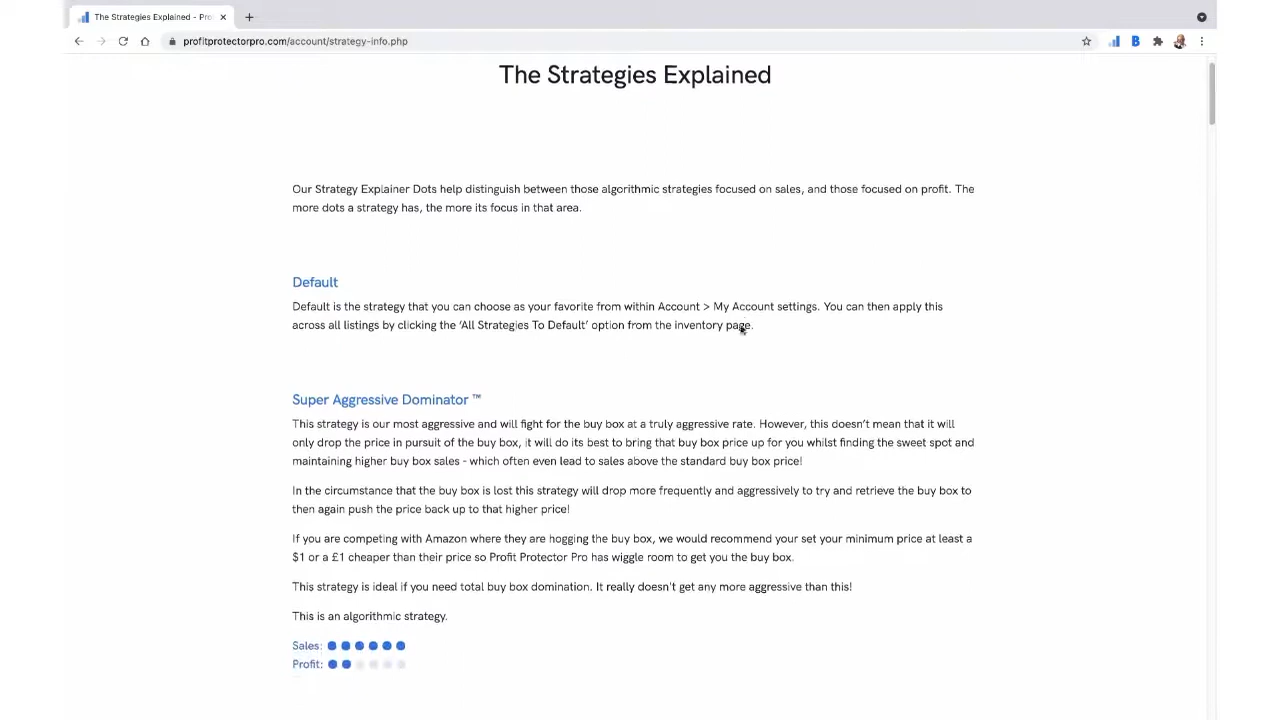 The Strategies Explained - Pro
profitprotectorpro.com/account/strategy-info.php
The Strategies Explained
Our Strategy Explainer Dots help distinguish between those algorithmic strategies focused on sales, and those focused on profit. The
more dots a strategy has, the more its focus in that area.
Default
Default is the strategy that you can choose as your favorite from within Account > My Account settings. You can then apply this
across all listings by clicking the ‘All Strategies To Default’ option from the inventory page.
Super Aggressive Dominator ™
This strategy is our most aggressive and will fight for the buy box at a truly aggressive rate. However, this doesn’t mean that it will
only drop the price in pursuit of the buy box, it will do its best to bring that buy box price up for you whilst finding the sweet spot and
maintaining higher buy box sales - which often even lead to sales above the standard buy box price!
In the circumstance that the buy box is lost this strategy will drop more frequently and aggressively to try and retrieve the buy box to
then again push the price back up to that higher price!
If you are competing with Amazon where they are hogging the buy box, we would recommend your set your minimum price at least a
$1 or a £1 cheaper than their price so Profit Protector Pro has wiggle room to get you the buy box.
This strategy is ideal if you need total buy box domination. It really doesn't get any more aggressive than this!
This is an algorithmic strategy.
Sales:
Profit: